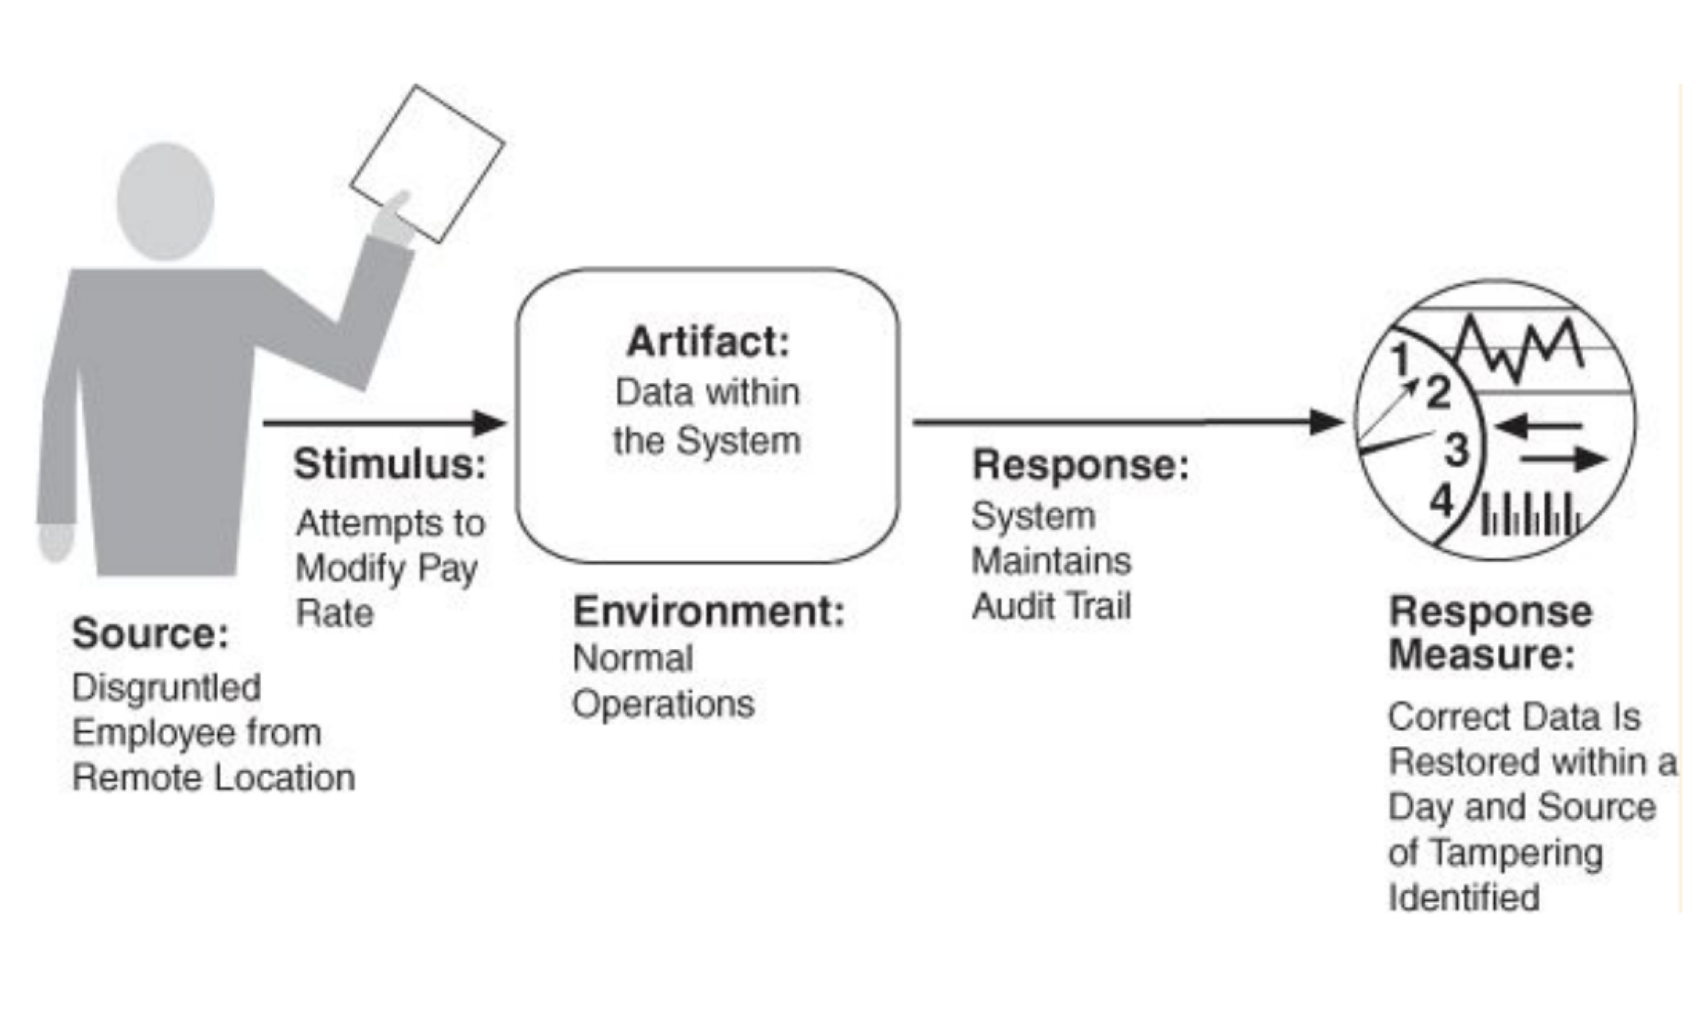 Source:
Disgruntled
Employee from
Remote Location
Stimulus:
Attempts to
Modify Pay
Rate
Artifact:
Data within
the System
Environment:
Normal
Operations
Response:
System
Maintains
Audit Trail
1
2
3
4
Response
Measure:
Correct Data Is
Restored within a
Day and Source
of Tampering
Identified